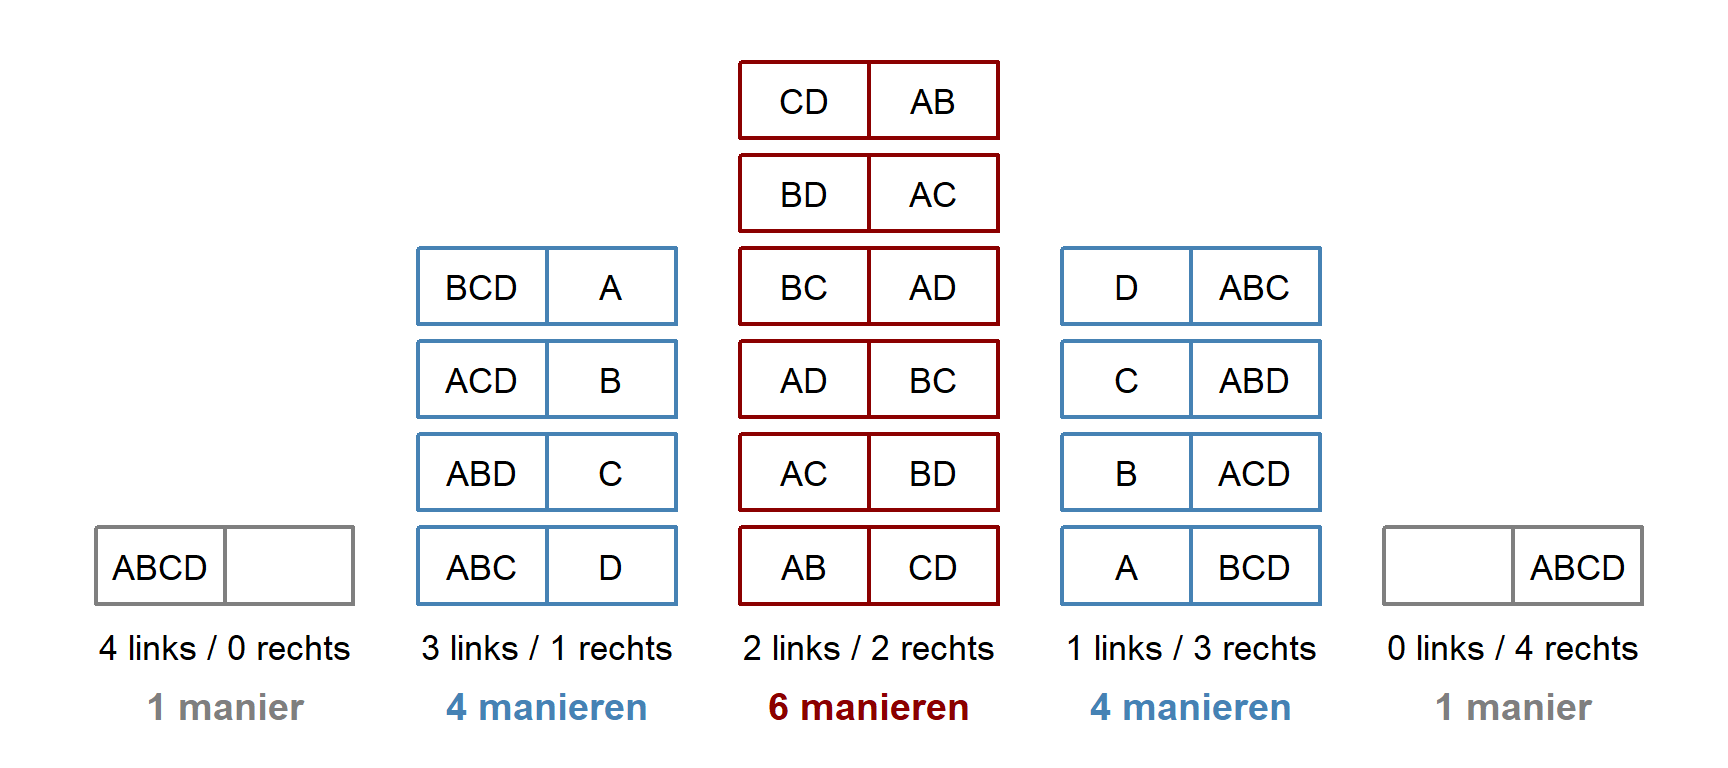 CD AB
BD AC
BCD A BC AD D ABC
ACD B AD BC C ABD
ABD C AC BD B ACD
ABCD ABC D AB CD A BCD ABCD
4 links / 0 rechts 3 links / 1 rechts 2 links / 2 rechts 1 links / 3 rechts 0 links / 4 rechts
1 manier 4 manieren 6 manieren 4 manieren 1 manier